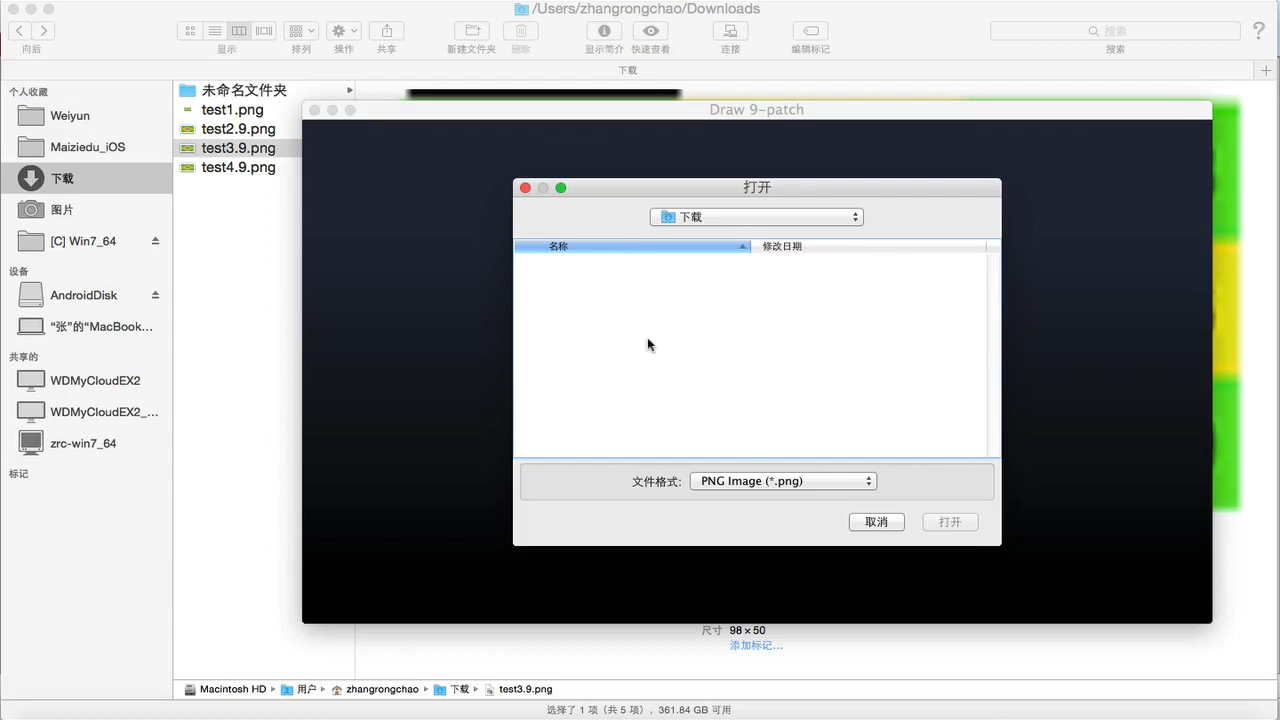 /Users/zhangrongchao/Downloads
搜索
?
向后
显示
排列
操作
共享
新建文件夹
删除
显示简介
快速查看
连接
编辑标记
搜索
下载
个人收藏
Weiyun
Maiziedu_iOS
下载
图片
[C] Win7_64
设备
AndroidDisk
“张”的“MacBook...
共享的
WDMyCloudEX2
WDMyCloudEX2_...
zrc-win7_64
标记
未命名文件夹
test1.png
test2.9.png
test3.9.png
test4.9.png
Draw 9-patch
打开
下载
名称
修改日期
文件格式:
PNG Image (*.png)
取消
打开
尺寸 98 × 50
添加标记...
Macintosh HD
用户
zhangrongchao
下载
test3.9.png
选择了 1 项（共 5 项），361.84 GB 可用